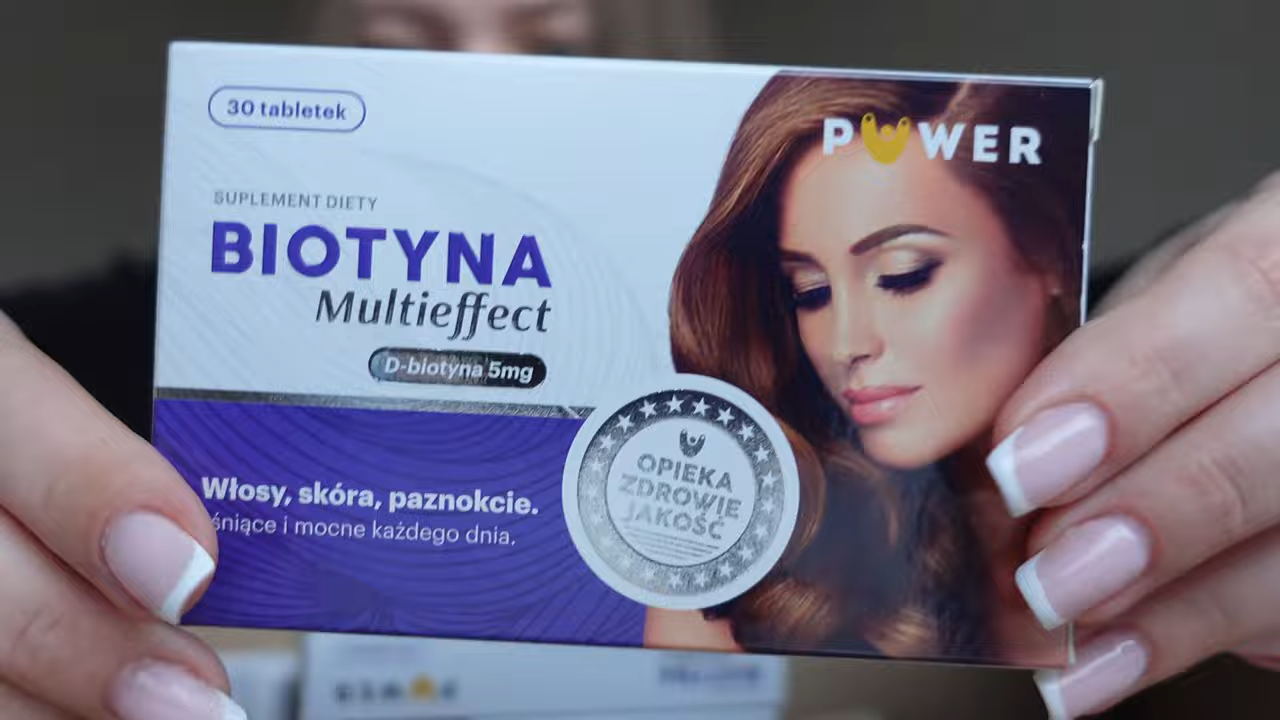 30 tabletek
POWER
SUPLEMENT DIETY
BIOTYNA
Multieffect
D-biotyna 5mg
Włosy, skóra, paznokcie.
śniące i mocne każdego dnia.
OPIEKA
ZDROWIE
JAKOŚĆ